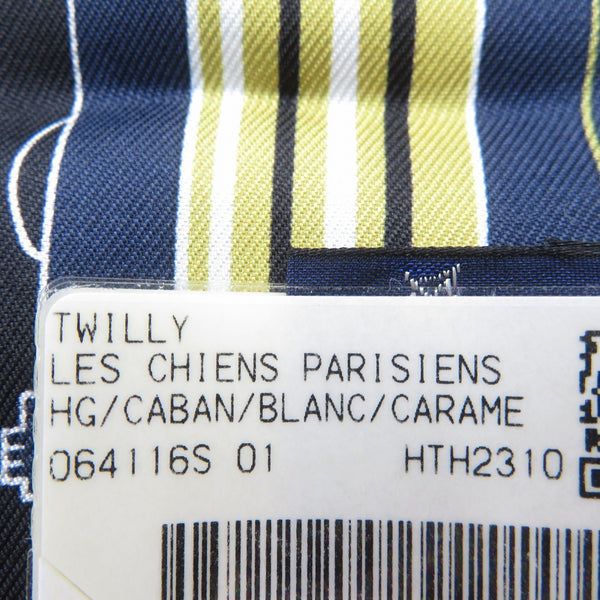 TWILLY
LES CHIENS PARISIENS
HG/CABAN/BLANC/CARAME
064116S 01 HTH2310